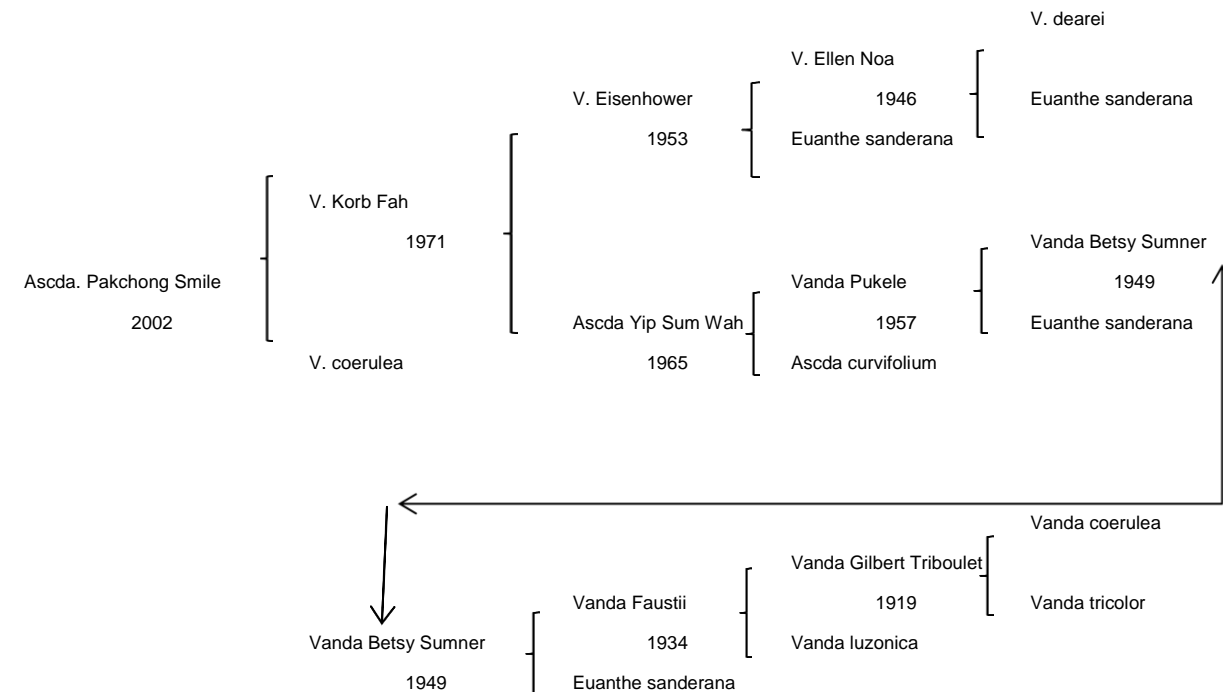 V. dearei
V. Ellen Noa
1946
V. Eisenhower
Euanthe sanderana
1953
Euanthe sanderana
V. Korb Fah
1971
Vanda Betsy Sumner
Ascda. Pakchong Smile
Vanda Pukele
1949
2002
Ascda Yip Sum Wah
1957
Euanthe sanderana
V. coerulea
1965
Ascda curvifolium
Vanda coerulea
Vanda Gilbert Triboulet
Vanda Faustii
1919
Vanda tricolor
Vanda Betsy Sumner
1934
Vanda luzonica
1949
Euanthe sanderana